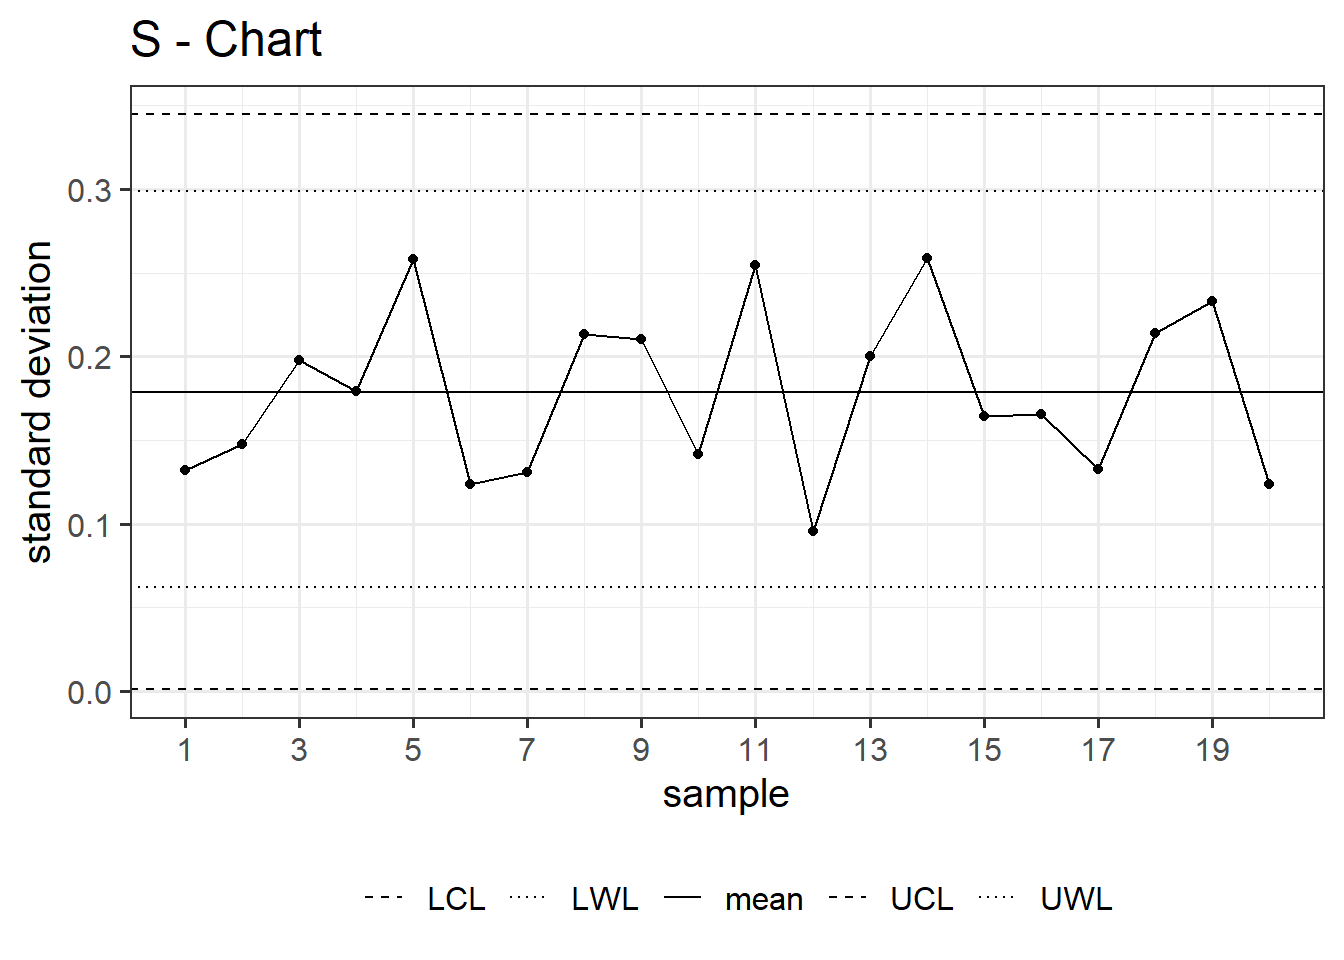 S - Chart
standard deviation
0.3
0.2
0.1
0.0
1 3 5 7 9 11 13 15 17 19
sample
LCL LWL mean UCL UWL